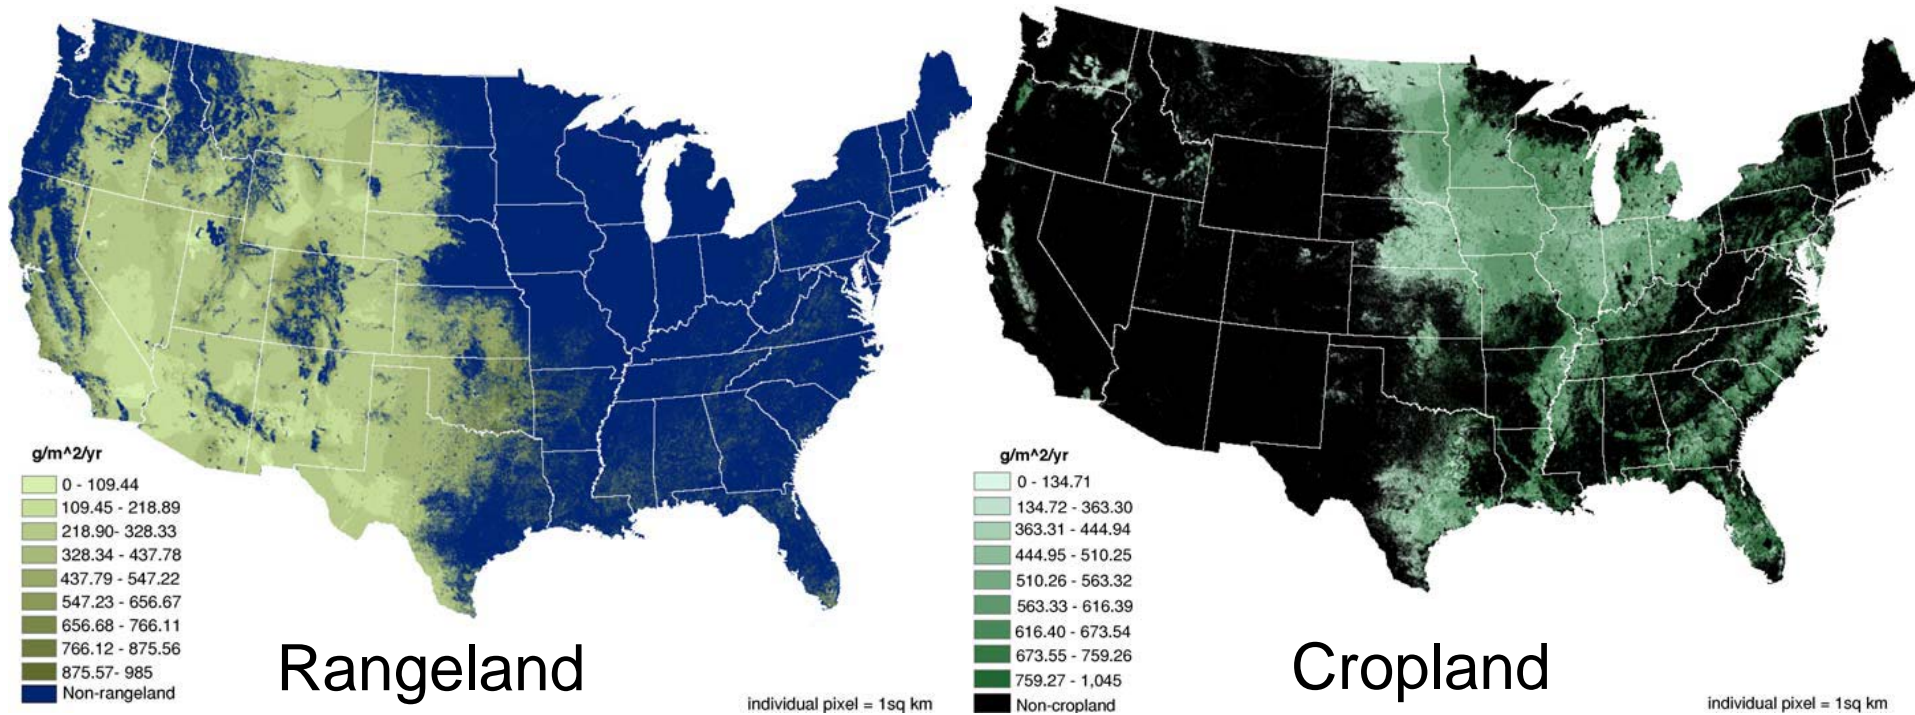 g/m^2/yr
0 - 109.44
109.45 - 218.89
218.90- 328.33
328.34 - 437.78
437.79 - 547.22
547.23 - 656.67
656.68 - 766.11
766.12 - 875.56
875.57- 985
Non-rangeland
Rangeland
individual pixel = 1sq km
g/m^2/yr
0 - 134.71
134.72 - 363.30
363.31 - 444.94
444.95 - 510.25
510.26 - 563.32
563.33 - 616.39
616.40 - 673.54
673.55 - 759.26
759.27 - 1,045
Non-cropland
Cropland
individual pixel = 1sq km